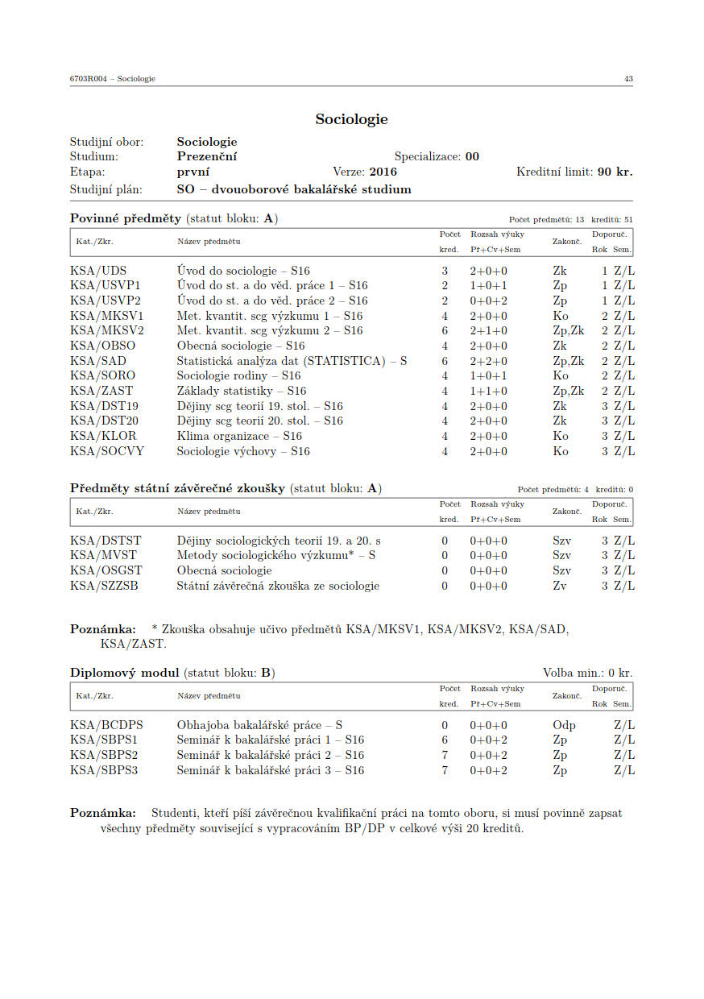 6703R004 – Sociologie 43
Sociologie
Studijní obor: Sociologie
Studium: Prezenční Specializace: 00
Etapa: první Verze: 2016 Kreditní limit: 90 kr.
Studijní plán: SO – dvouoborové bakalářské studium
Povinné předměty (statut bloku: A) Počet předmětů: 13 kreditů: 51
Kat./Zkr. Název předmětu Počet kred. Rozsah výuky Př+Cv+Sem Zakonč. Doporuč. Rok Sem.
KSA/UDS Úvod do sociologie – S16 3 2+0+0 Zk 1 Z/L
KSA/USVP1 Úvod do st. a do věd. práce 1 – S16 2 1+0+1 Zp 1 Z/L
KSA/USVP2 Úvod do st. a do věd. práce 2 – S16 2 0+0+2 Zp 1 Z/L
KSA/MKSV1 Met. kvantit. scg výzkumu 1 – S16 4 2+0+0 Ko 2 Z/L
KSA/MKSV2 Met. kvantit. scg výzkumu 2 – S16 6 2+1+0 Zp,Zk 2 Z/L
KSA/OBSO Obecná sociologie – S16 4 2+0+0 Zk 2 Z/L
KSA/SAD Statistická analýza dat (STATISTICA) – S 6 2+2+0 Zp,Zk 2 Z/L
KSA/SORO Sociologie rodiny – S16 4 1+0+1 Ko 2 Z/L
KSA/ZAST Základy statistiky – S16 4 1+1+0 Zp,Zk 2 Z/L
KSA/DST19 Dějiny scg teorií 19. stol. – S16 4 2+0+0 Zk 3 Z/L
KSA/DST20 Dějiny scg teorií 20. stol. – S16 4 2+0+0 Zk 3 Z/L
KSA/KLOR Klima organizace – S16 4 2+0+0 Ko 3 Z/L
KSA/SOCVY Sociologie výchovy – S16 4 2+0+0 Ko 3 Z/L
Předměty státní závěrečné zkoušky (statut bloku: A) Počet předmětů: 4 kreditů: 0
Kat./Zkr. Název předmětu Počet kred. Rozsah výuky Př+Cv+Sem Zakonč. Doporuč. Rok Sem.
KSA/DSTST Dějiny sociologických teorií 19. a 20. s 0 0+0+0 Szv 3 Z/L
KSA/MVST Metody sociologického výzkumu* – S 0 0+0+0 Szv 3 Z/L
KSA/OSGST Obecná sociologie 0 0+0+0 Szv 3 Z/L
KSA/SZZSB Státní závěrečná zkouška ze sociologie 0 0+0+0 Zv 3 Z/L
Poznámka: * Zkouška obsahuje učivo předmětů KSA/MKSV1, KSA/MKSV2, KSA/SAD,
KSA/ZAST.
Diplomový modul (statut bloku: B) Volba min.: 0 kr.
Kat./Zkr. Název předmětu Počet kred. Rozsah výuky Př+Cv+Sem Zakonč. Doporuč. Rok Sem.
KSA/BCDPS Obhajoba bakalářské práce – S 0 0+0+0 Odp Z/L
KSA/SBPS1 Seminář k bakalářské práci 1 – S16 6 0+0+2 Zp Z/L
KSA/SBPS2 Seminář k bakalářské práci 2 – S16 7 0+0+2 Zp Z/L
KSA/SBPS3 Seminář k bakalářské práci 3 – S16 7 0+0+2 Zp Z/L
Poznámka: Studenti, kteří píší závěrečnou kvalifikační práci na tomto oboru, si musí povinně zapsat
všechny předměty související s vypracováním BP/DP v celkové výši 20 kreditů.